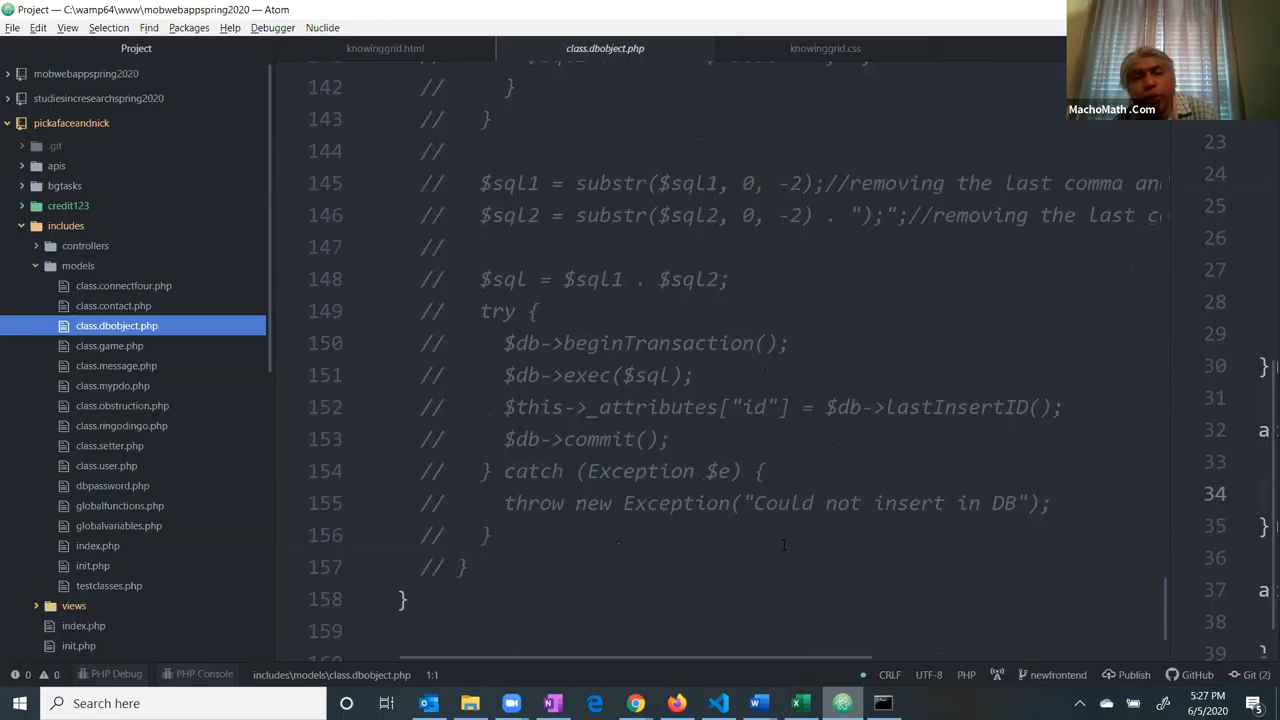 Project — C:\wamp64\www\mobwebappspring2020 — Atom
File Edit View Selection Find Packages Help Debugger Nuclide
Project
knowinggrid.html
class.dbobject.php
knowinggrid.css
MachoMath .Com
mobwebappspring2020
studiesincresearchspring2020
pickafaceandnick
.git
apis
bgtasks
credit123
includes
controllers
models
class.connectfour.php
class.contact.php
class.dbobject.php
class.game.php
class.message.php
class.mypdo.php
class.obstruction.php
class.ringodingo.php
class.setter.php
class.user.php
dbpassword.php
globalfunctions.php
globalvariables.php
index.php
init.php
testclasses.php
views
index.php
init.php
142 // }
143 // }
144 //
145 // $sql1 = substr($sql1, 0, -2);//removing the last comma an
146 // $sql2 = substr($sql2, 0, -2) . ");";//removing the last c
147 //
148 // $sql = $sql1 . $sql2;
149 // try {
150 // $db->beginTransaction();
151 // $db->exec($sql);
152 // $this->_attributes["id"] = $db->lastInsertID();
153 // $db->commit();
154 // } catch (Exception $e) {
155 // throw new Exception("Could not insert in DB");
156 // }
157 // }
158 }
159
23
24
25
26
27
28
29
30 }
31
32 a
33
34
35 }
36
37 a
38
39
0 0 PHP Debug PHP Console includes\models\class.dbobject.php 1:1 CRLF UTF-8 PHP newfrontend Publish GitHub Git (2)
Search here
5:27 PM
6/5/2020
5